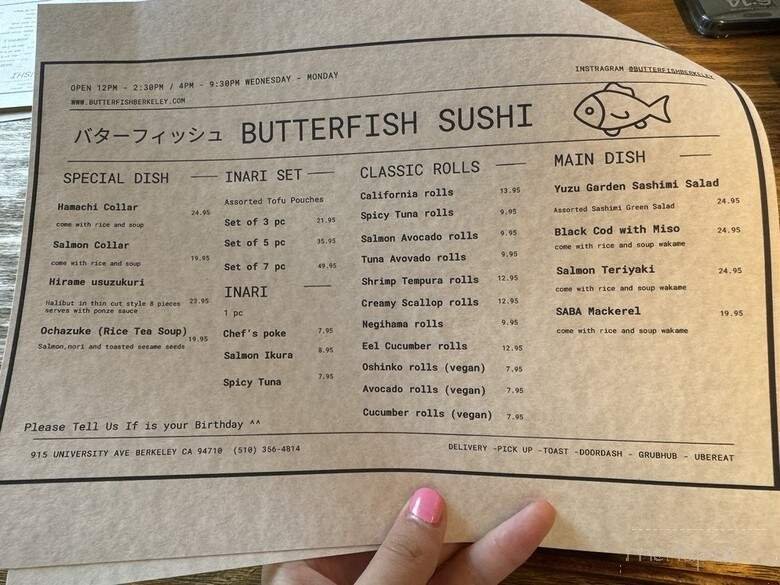 OPEN 12PM - 2:30PM / 4PM - 9:30PM WEDNESDAY - MONDAY
INSTRAGRAM @BUTTERFISHBERKELEY
WWW.BUTTERFISHBERKELEY.COM
バターフィッシュ BUTTERFISH SUSHI
SPECIAL DISH
Hamachi Collar 24.95
come with rice and soup
Salmon Collar 19.95
come with rice and soup
Hirame usuzukuri
Halibut in thin cut style 8 pieces 23.95
serves with ponze sauce
Ochazuke (Rice Tea Soup) 19.95
Salmon,nori and toasted sesame seeds
INARI SET
Assorted Tofu Pouches
Set of 3 pc 21.95
Set of 5 pc 35.95
Set of 7 pc 49.95
INARI
1 pc
Chef's poke 7.95
Salmon Ikura 8.95
Spicy Tuna 7.95
CLASSIC ROLLS
California rolls 13.95
Spicy Tuna rolls 9.95
Salmon Avocado rolls 9.95
Tuna Avovado rolls 9.95
Shrimp Tempura rolls 12.95
Creamy Scallop rolls 12.95
Negihama rolls 9.95
Eel Cucumber rolls 12.95
Oshinko rolls (vegan) 7.95
Avocado rolls (vegan) 7.95
Cucumber rolls (vegan) 7.95
MAIN DISH
Yuzu Garden Sashimi Salad
Assorted Sashimi Green Salad 24.95
Black Cod with Miso 24.95
come with rice and soup wakame
Salmon Teriyaki 24.95
come with rice and soup wakame
SABA Mackerel 19.95
come with rice and soup wakame
Please Tell Us If is your Birthday ^^
915 UNIVERSITY AVE BERKELEY CA 94710 (510) 356-4814
DELIVERY -PICK UP -TOAST -DOORDASH - GRUBHUB - UBEREAT